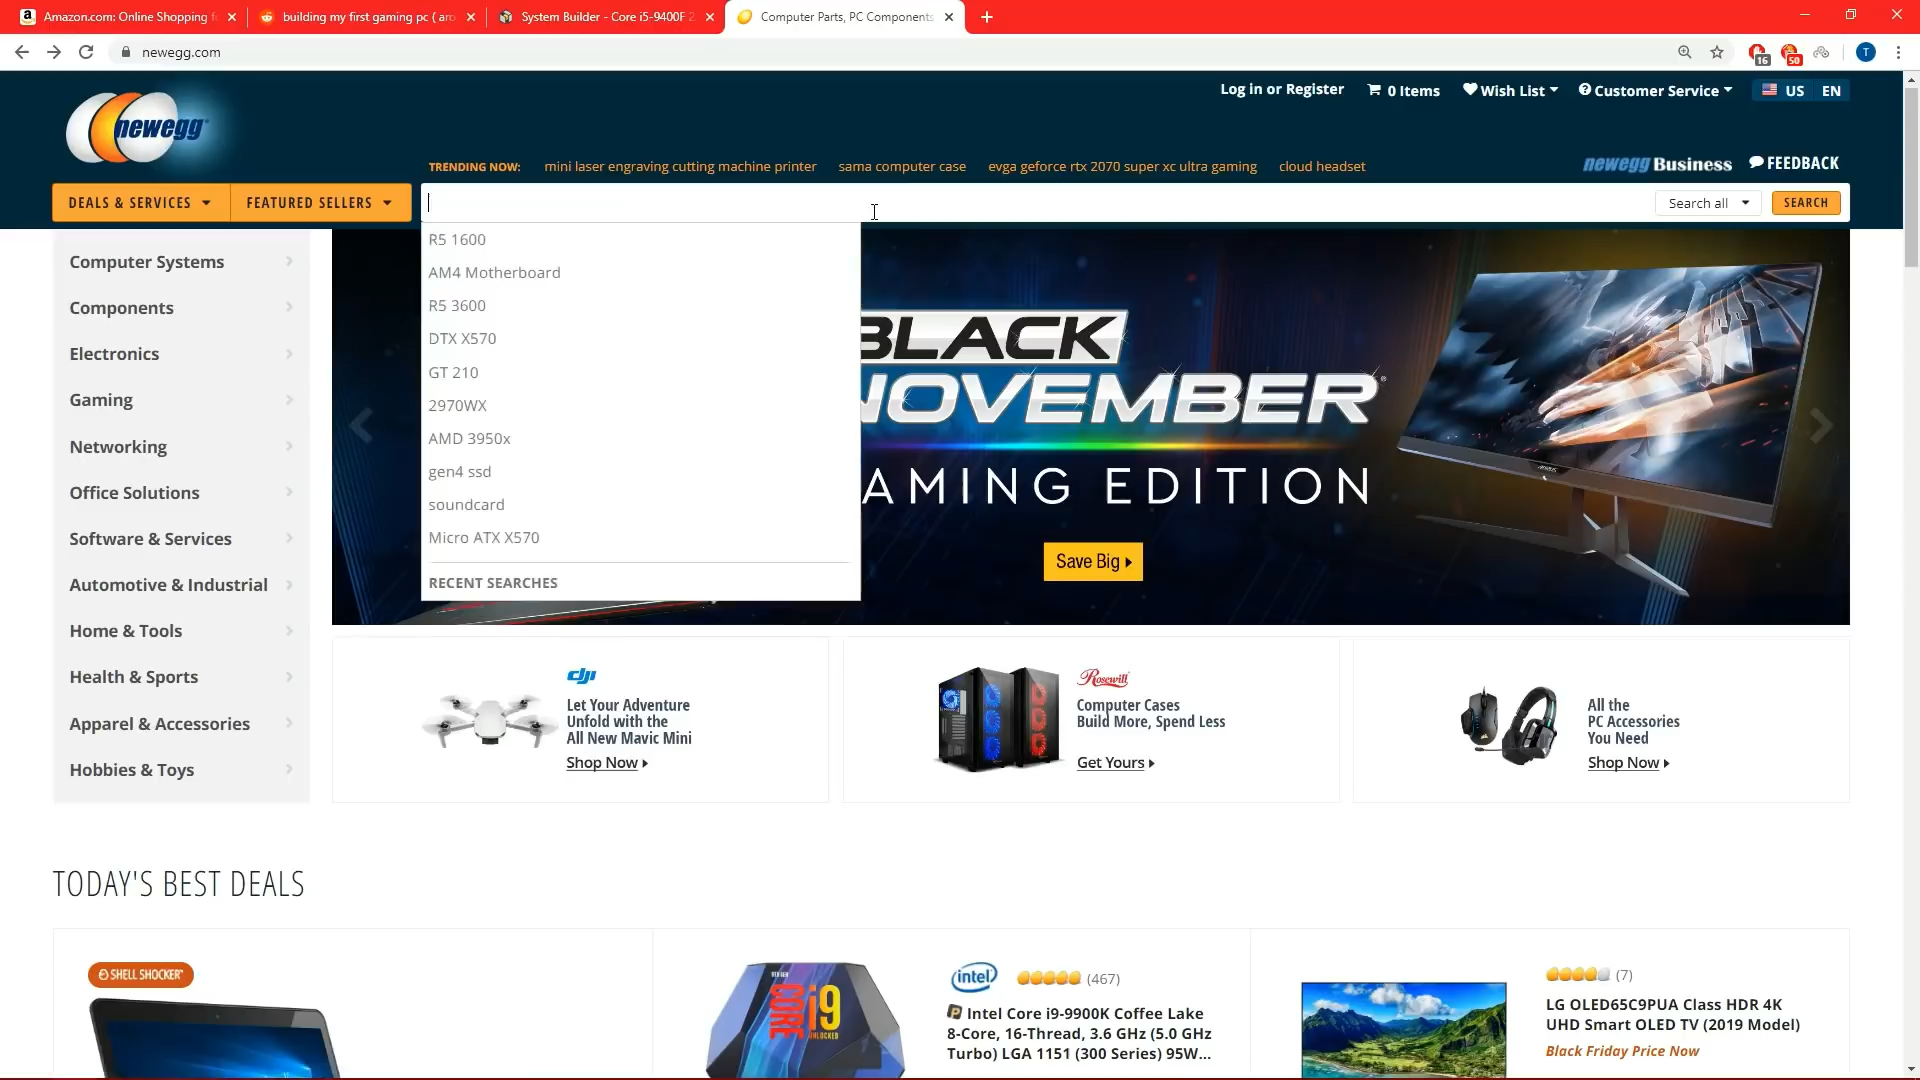 Amazon.com: Online Shopping f
building my first gaming pc ( aro
System Builder - Core i5-9400F 2
Computer Parts, PC Components
newegg.com
16
50
T
newegg
Log in or Register
0 Items
Wish List
Customer Service
US
EN
TRENDING NOW:
mini laser engraving cutting machine printer
sama computer case
evga geforce rtx 2070 super xc ultra gaming
cloud headset
newegg Business
FEEDBACK
DEALS & SERVICES
FEATURED SELLERS
Search all
SEARCH
R5 1600
AM4 Motherboard
R5 3600
DTX X570
GT 210
2970WX
AMD 3950x
gen4 ssd
soundcard
Micro ATX X570
RECENT SEARCHES
Computer Systems
Components
Electronics
Gaming
Networking
Office Solutions
Software & Services
Automotive & Industrial
Home & Tools
Health & Sports
Apparel & Accessories
Hobbies & Toys
BLACK
NOVEMBER®
AMING EDITION
Save Big
dji
Let Your Adventure
Unfold with the
All New Mavic Mini
Shop Now
Rosewill
Computer Cases
Build More, Spend Less
Get Yours
All the
PC Accessories
You Need
Shop Now
TODAY'S BEST DEALS
SHELL SHOCKER
CORE i9
UNLOCKED
intel
(467)
Intel Core i9-9900K Coffee Lake
8-Core, 16-Thread, 3.6 GHz (5.0 GHz
Turbo) LGA 1151 (300 Series) 95W...
(7)
LG OLED65C9PUA Class HDR 4K
UHD Smart OLED TV (2019 Model)
Black Friday Price Now